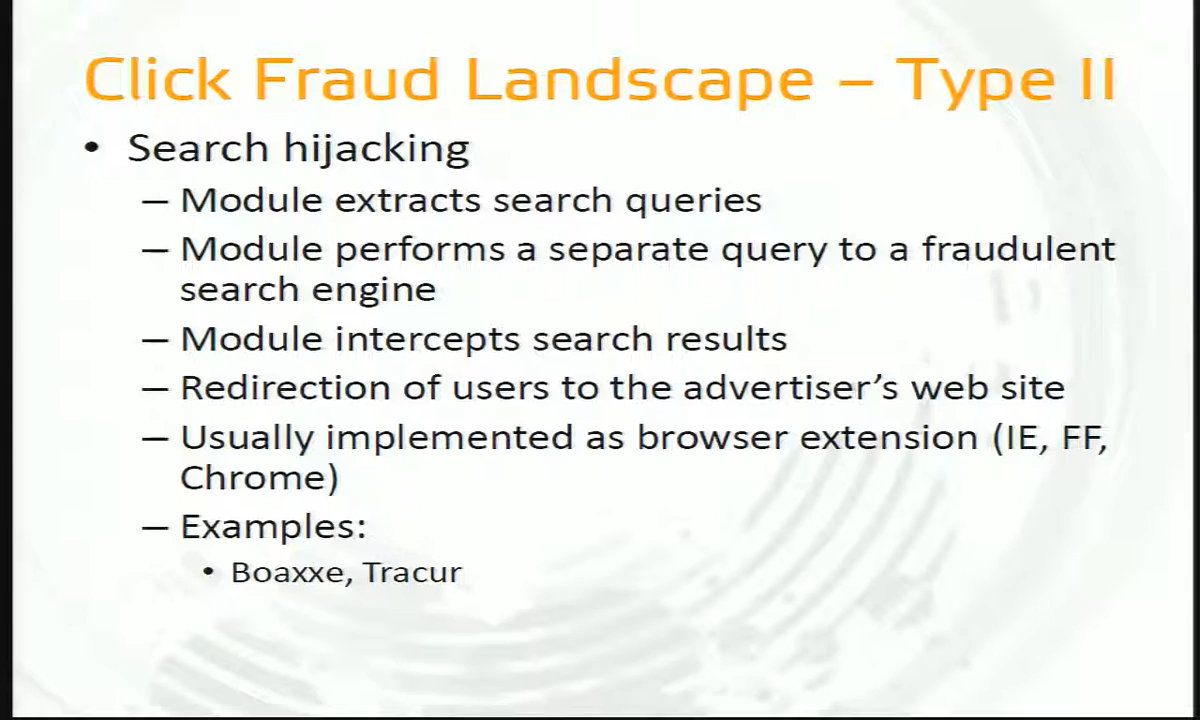 Click Fraud Landscape – Type II
• Search hijacking
– Module extracts search queries
– Module performs a separate query to a fraudulent
search engine
– Module intercepts search results
– Redirection of users to the advertiser’s web site
– Usually implemented as browser extension (IE, FF,
Chrome)
– Examples:
• Boaxxe, Tracur